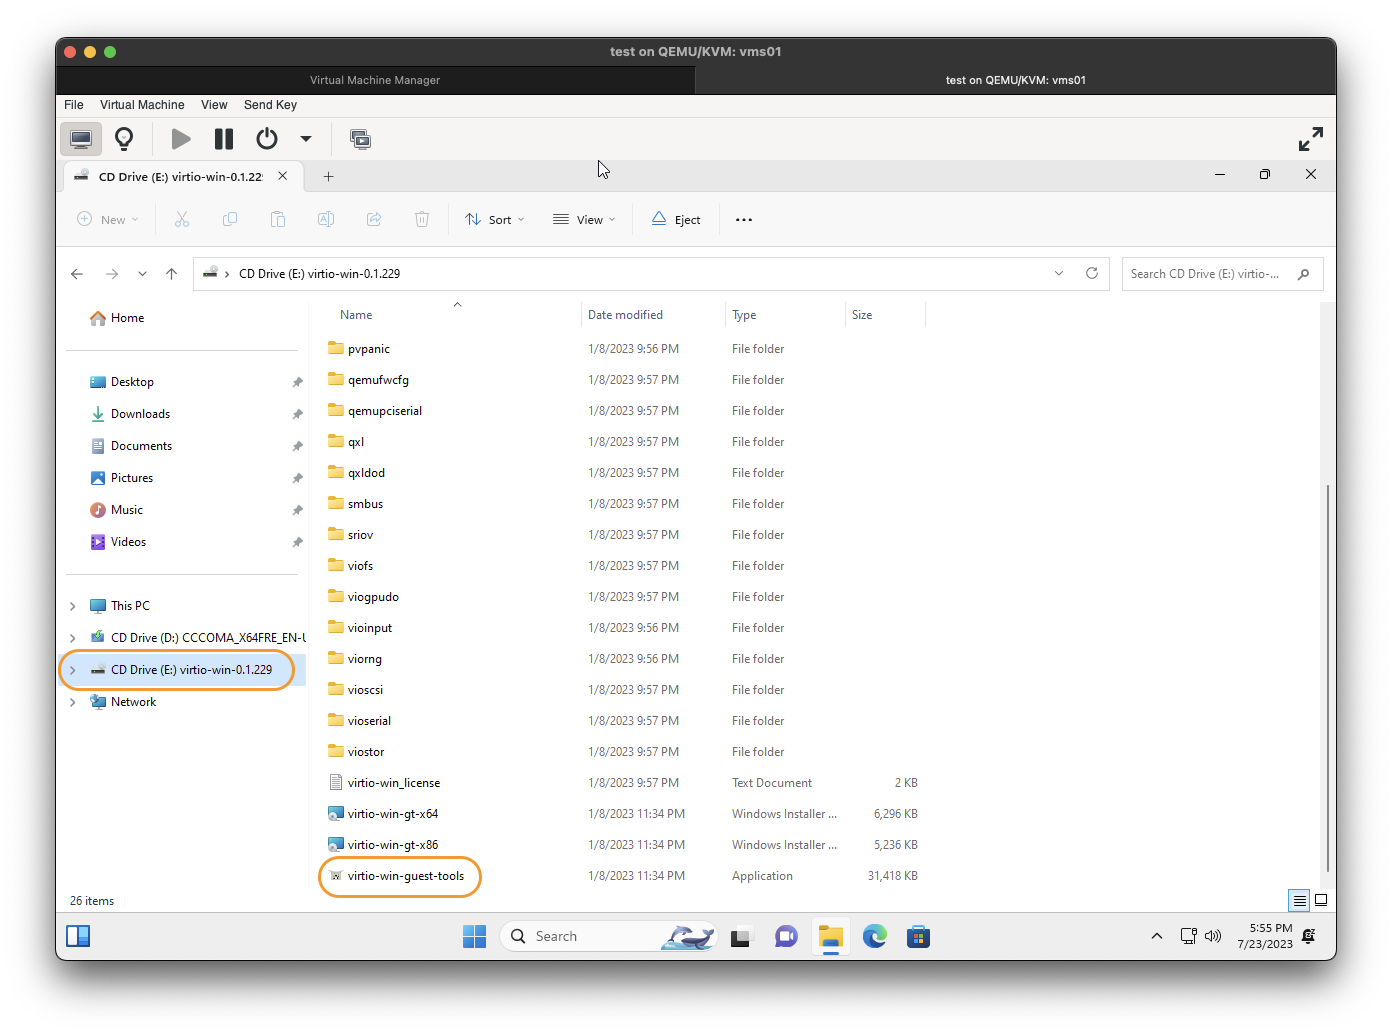 test on QEMU/KVM: vms01
Virtual Machine Manager
test on QEMU/KVM: vms01
File Virtual Machine View Send Key
CD Drive (E:) virtio-win-0.1.22
New Sort View Eject
CD Drive (E:) virtio-win-0.1.229
Search CD Drive (E:) virtio-...
Home
Desktop
Downloads
Documents
Pictures
Music
Videos
This PC
CD Drive (D:) CCCOMA_X64FRE_EN-U
CD Drive (E:) virtio-win-0.1.229
Network
Name Date modified Type Size
pvpanic 1/8/2023 9:56 PM File folder
qemufwcfg 1/8/2023 9:57 PM File folder
qemupciserial 1/8/2023 9:57 PM File folder
qxl 1/8/2023 9:57 PM File folder
qxldod 1/8/2023 9:57 PM File folder
smbus 1/8/2023 9:57 PM File folder
sriov 1/8/2023 9:57 PM File folder
viofs 1/8/2023 9:57 PM File folder
viogpudo 1/8/2023 9:57 PM File folder
vioinput 1/8/2023 9:56 PM File folder
viorng 1/8/2023 9:56 PM File folder
vioscsi 1/8/2023 9:57 PM File folder
vioserial 1/8/2023 9:57 PM File folder
viostor 1/8/2023 9:57 PM File folder
virtio-win_license 1/8/2023 9:57 PM Text Document 2 KB
virtio-win-gt-x64 1/8/2023 11:34 PM Windows Installer ... 6,296 KB
virtio-win-gt-x86 1/8/2023 11:34 PM Windows Installer ... 5,236 KB
virtio-win-guest-tools 1/8/2023 11:34 PM Application 31,418 KB
26 items
Search
5:55 PM
7/23/2023